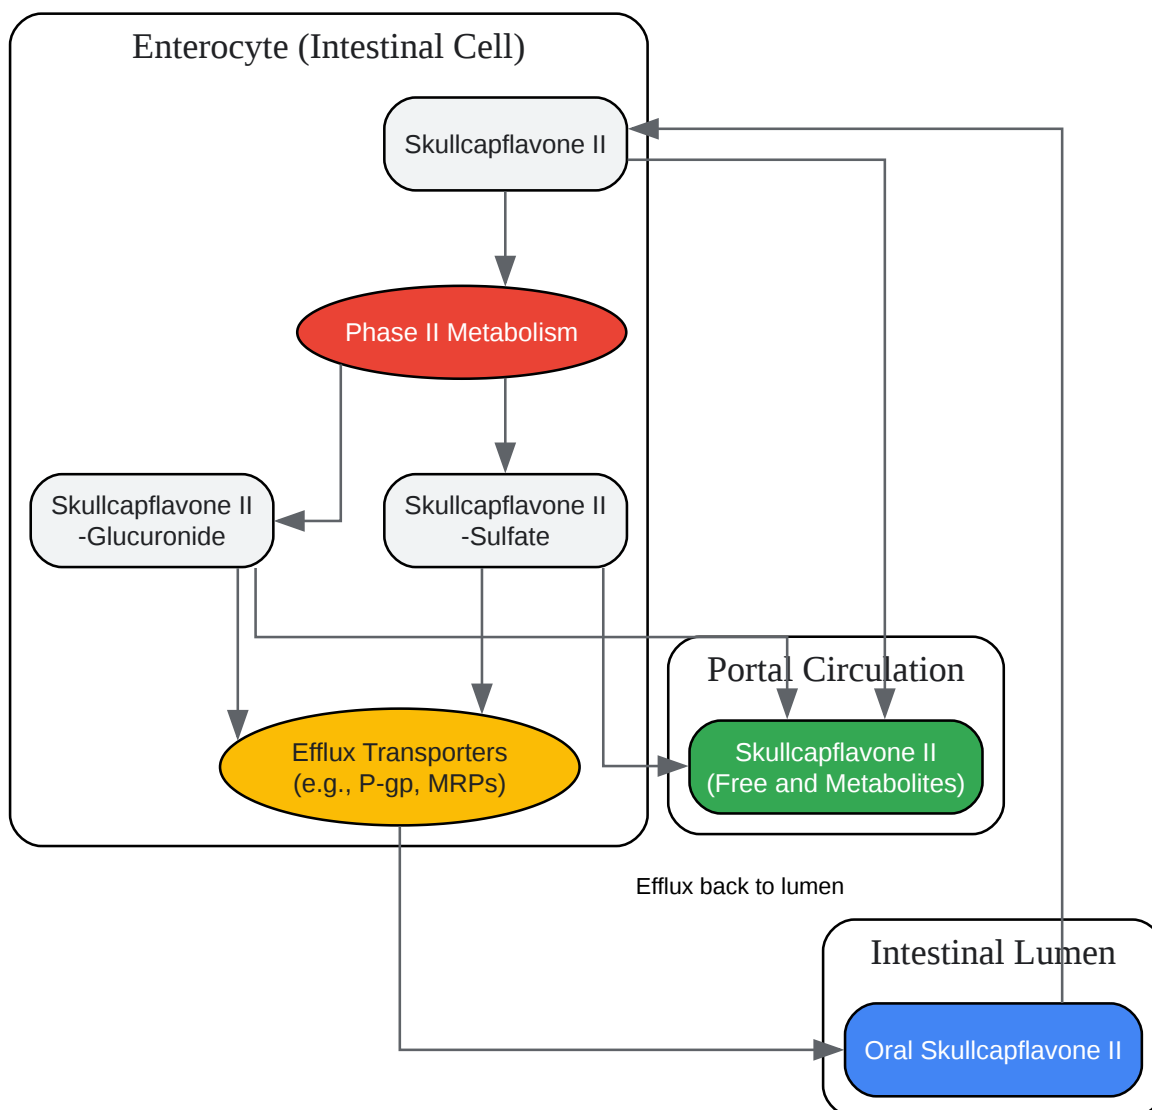 Enterocyte (Intestinal Cell)
Skullcapflavone II
Phase II Metabolism
Skullcapflavone II
-Glucuronide
Skullcapflavone II
-Sulfate
Efflux Transporters
(e.g., P-gp, MRPs)
Portal Circulation
Skullcapflavone II
(Free and Metabolites)
Efflux back to lumen
Intestinal Lumen
Oral Skullcapflavone II